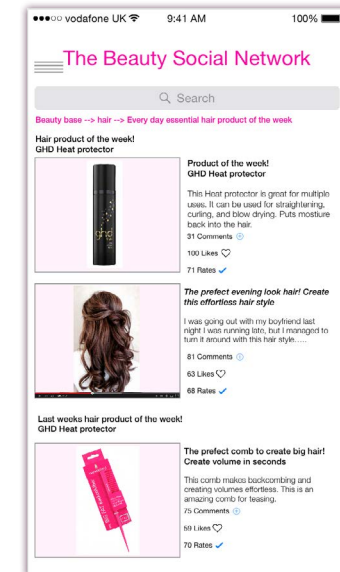 vodafone UK 9:41 AM 100%
The Beauty Social Network
Search
Beauty base --> hair --> Every day essential hair product of the week
Hair product of the week!
GHD Heat protector
ghd
Product of the week!
GHD Heat protector
This Heat protector is great for multiple
uses. It can be used for straightening,
curling, and blow drying. Puts mostiure
back into the hair.
31 Comments
100 Likes
71 Rates
The prefect evening look hair! Create
this effortless hair style
I was going out with my boyfriend last
night I was running late, but I managed to
turn it around with this hair style.....
81 Comments
63 Likes
68 Rates
Last weeks hair product of the week!
GHD Heat protector
The prefect comb to create big hair!
Create volume in seconds
This comb makes backcombing and
creating volumes effortless. This is an
amazing comb for teasing.
75 Comments
59 Likes
70 Rates